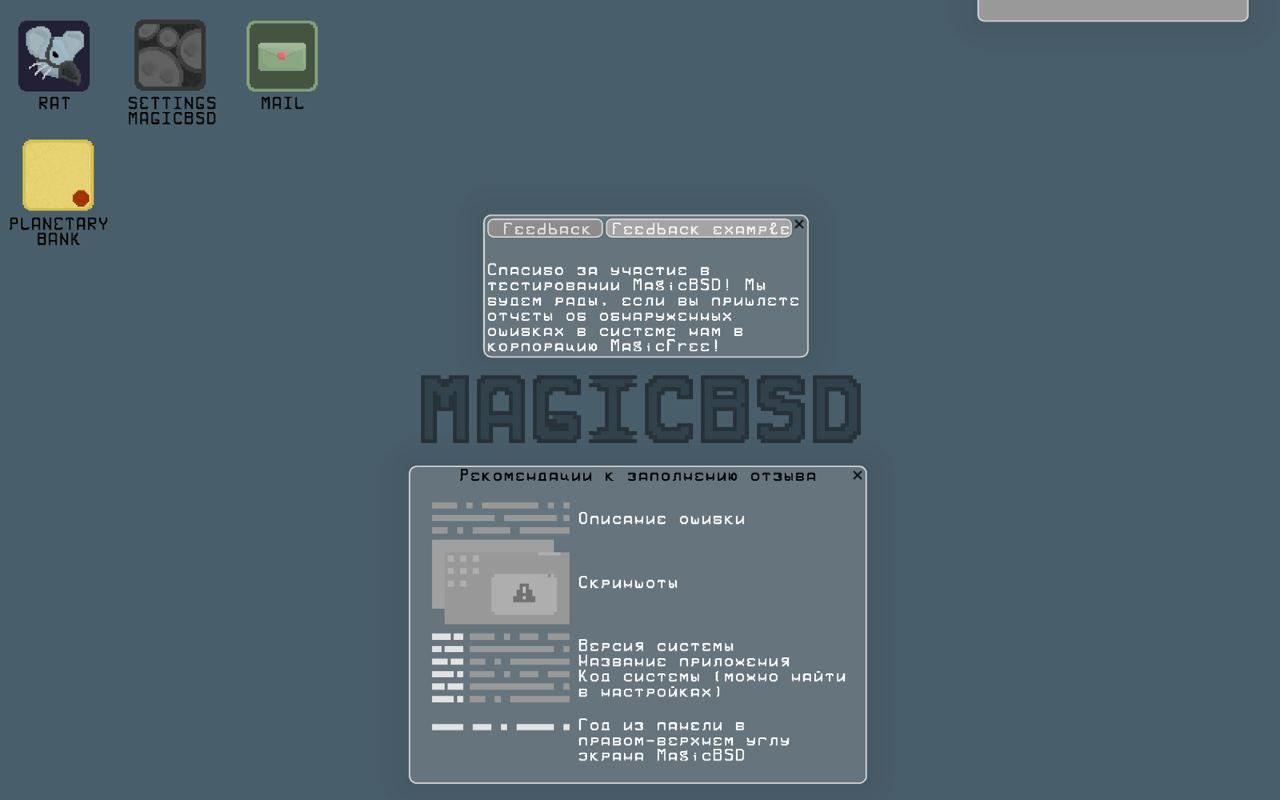 RAT
SETTINGS
MAGICBSD
MAIL
PLANETARY
BANK
Feedback
Feedback example
Спасибо за участие в
тестировании MagicBSD! Мы
будем рады, если вы пришлете
отчеты об обнаруженных
ошибках в системе нам в
корпорацию MagicFree!
MAGICBSD
Рекомендации к заполнению отзыва
Описание ошибки
Скриншоты
Версия системы
Название приложения
Код системы (можно найти
в настройках)
Год из панели в
правом-верхнем углу
экрана MagicBSD